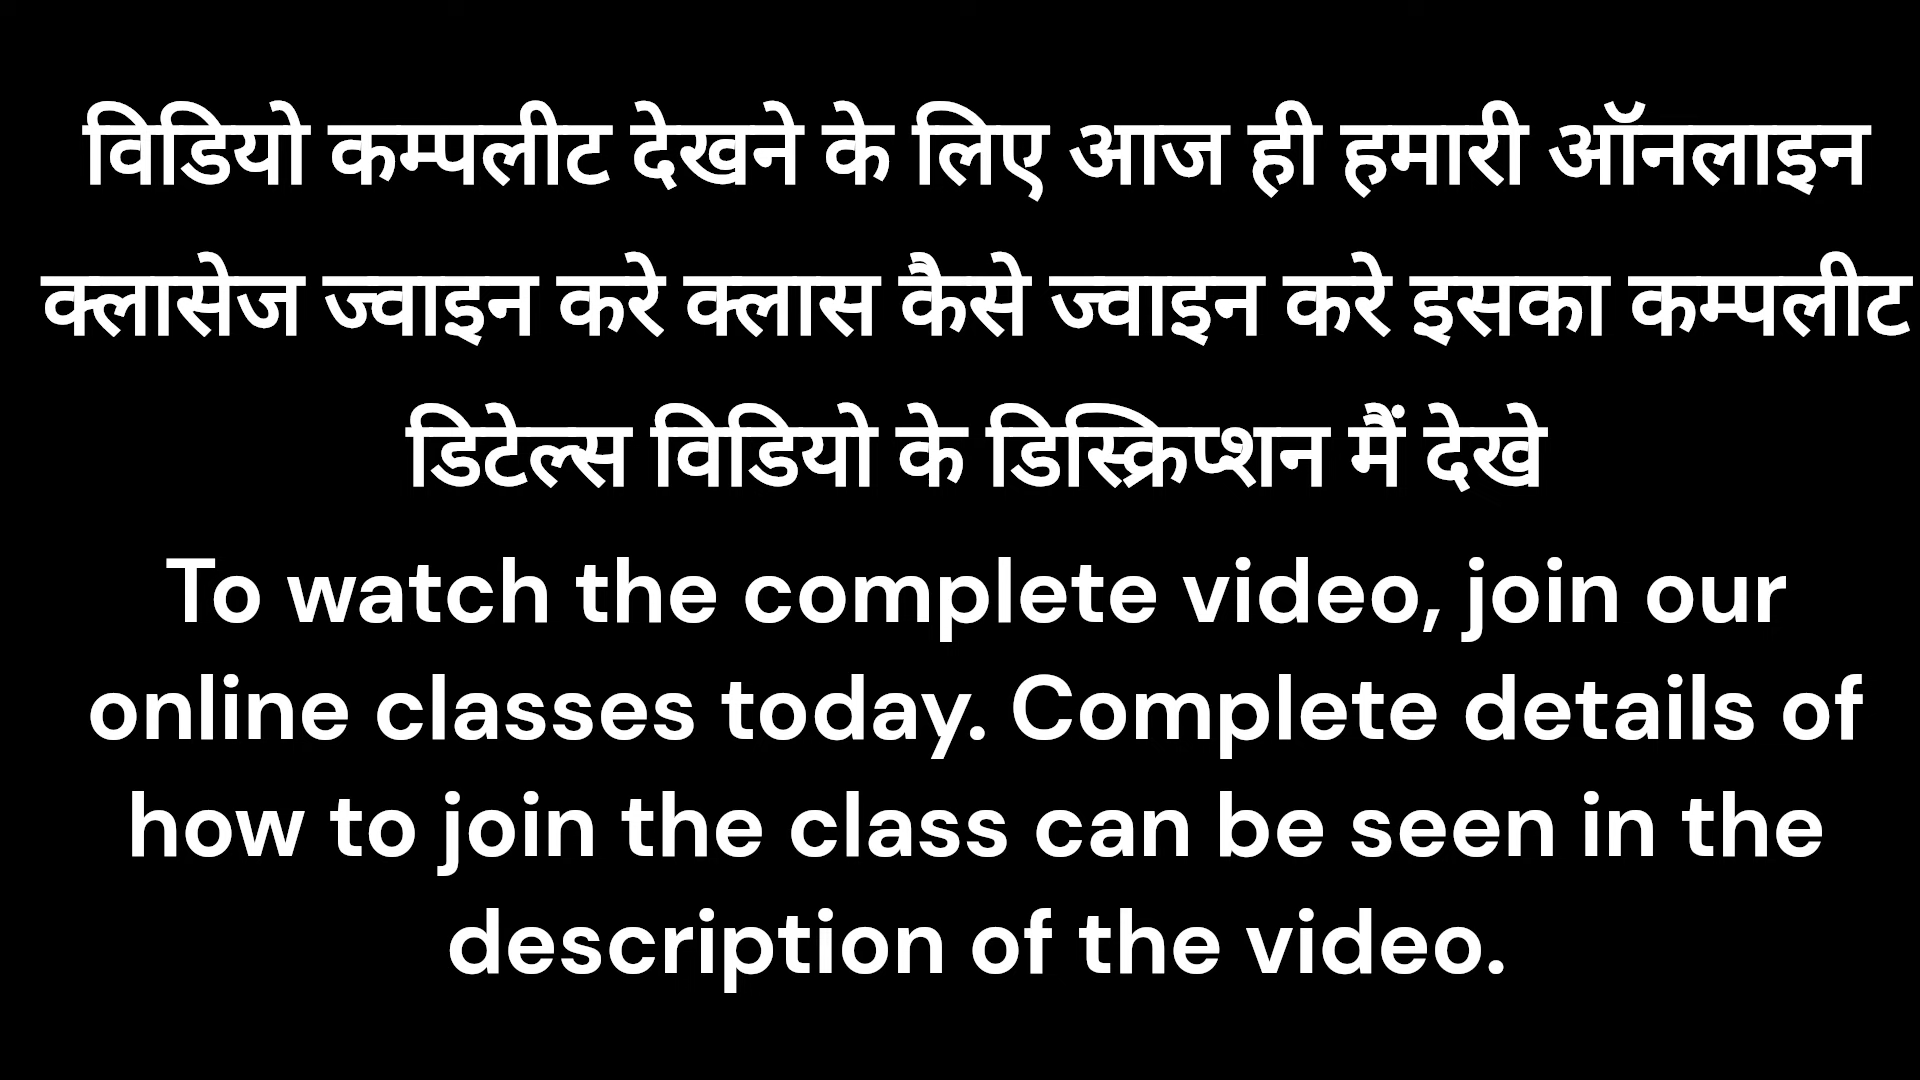 विडियो कम्पलीट देखने के लिए आज ही हमारी ऑनलाइन
क्लासेज ज्वाइन करे क्लास कैसे ज्वाइन करे इसका कम्पलीट
डिटेल्स विडियो के डिस्क्रिप्शन मैं देखे
To watch the complete video, join our
online classes today. Complete details of
how to join the class can be seen in the
description of the video.